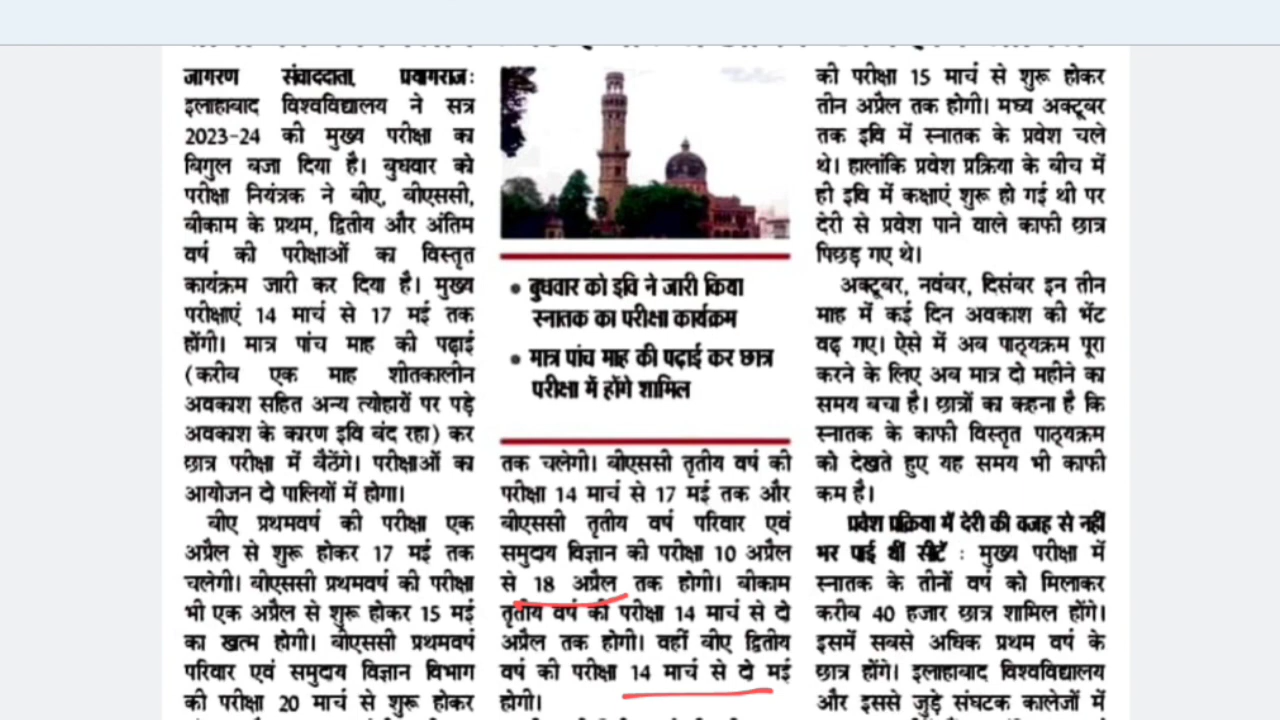 जागरण संवाददाता, प्रयागराज:
इलाहाबाद विश्वविद्यालय ने सत्र
2023-24 की मुख्य परीक्षा का
बिगुल बजा दिया है। बुधवार को
परीक्षा नियंत्रक ने बीए, बीएससी,
बीकाम के प्रथम, द्वितीय और अंतिम
वर्ष की परीक्षाओं का विस्तृत
कार्यक्रम जारी कर दिया है। मुख्य
परीक्षाएं 14 मार्च से 17 मई तक
होंगी। मात्र पांच माह की पढ़ाई
(करीब एक माह शीतकालीन
अवकाश सहित अन्य त्योहारों पर पड़े
अवकाश के कारण इवि बंद रहा) कर
छात्र परीक्षा में बैठेंगे। परीक्षाओं का
आयोजन दो पालियों में होगा।
बीए प्रथमवर्ष की परीक्षा एक
अप्रैल से शुरू होकर 17 मई तक
चलेगी। बीएससी प्रथमवर्ष की परीक्षा
भी एक अप्रैल से शुरू होकर 15 मई
का खत्म होगी। बीएससी प्रथमवर्ष
परिवार एवं समुदाय विज्ञान विभाग
की परीक्षा 20 मार्च से शुरू होकर
• बुधवार को इवि ने जारी किया
स्नातक का परीक्षा कार्यक्रम
• मात्र पांच माह की पढ़ाई कर छात्र
परीक्षा में होंगे शामिल
तक चलेगी। बीएससी तृतीय वर्ष की
परीक्षा 14 मार्च से 17 मई तक और
बीएससी तृतीय वर्ष परिवार एवं
समुदाय विज्ञान की परीक्षा 10 अप्रैल
से 18 अप्रैल तक होगी। बीकाम
तृतीय वर्ष की परीक्षा 14 मार्च से दो
अप्रैल तक होगी। वहीं बीए द्वितीय
वर्ष की परीक्षा 14 मार्च से दो मई
होगी।
की परीक्षा 15 मार्च से शुरू होकर
तीन अप्रैल तक होगी। मध्य अक्टूबर
तक इवि में स्नातक के प्रवेश चले
थे। हालांकि प्रवेश प्रक्रिया के बीच में
ही इवि में कक्षाएं शुरू हो गई थी पर
देरी से प्रवेश पाने वाले काफी छात्र
पिछड़ गए थे।
अक्टूबर, नवंबर, दिसंबर इन तीन
माह में कई दिन अवकाश की भेंट
चढ़ गए। ऐसे में अब पाठ्यक्रम पूरा
करने के लिए अब मात्र दो महीने का
समय बचा है। छात्रों का कहना है कि
स्नातक के काफी विस्तृत पाठ्यक्रम
को देखते हुए यह समय भी काफी
कम है।
प्रवेश प्रक्रिया में देरी की वजह से नहीं
भर पाई थीं सीटें : मुख्य परीक्षा में
स्नातक के तीनों वर्ष को मिलाकर
करीब 40 हजार छात्र शामिल होंगे।
इसमें सबसे अधिक प्रथम वर्ष के
छात्र होंगे। इलाहाबाद विश्वविद्यालय
और इससे जुड़े संघटक कालेजों में